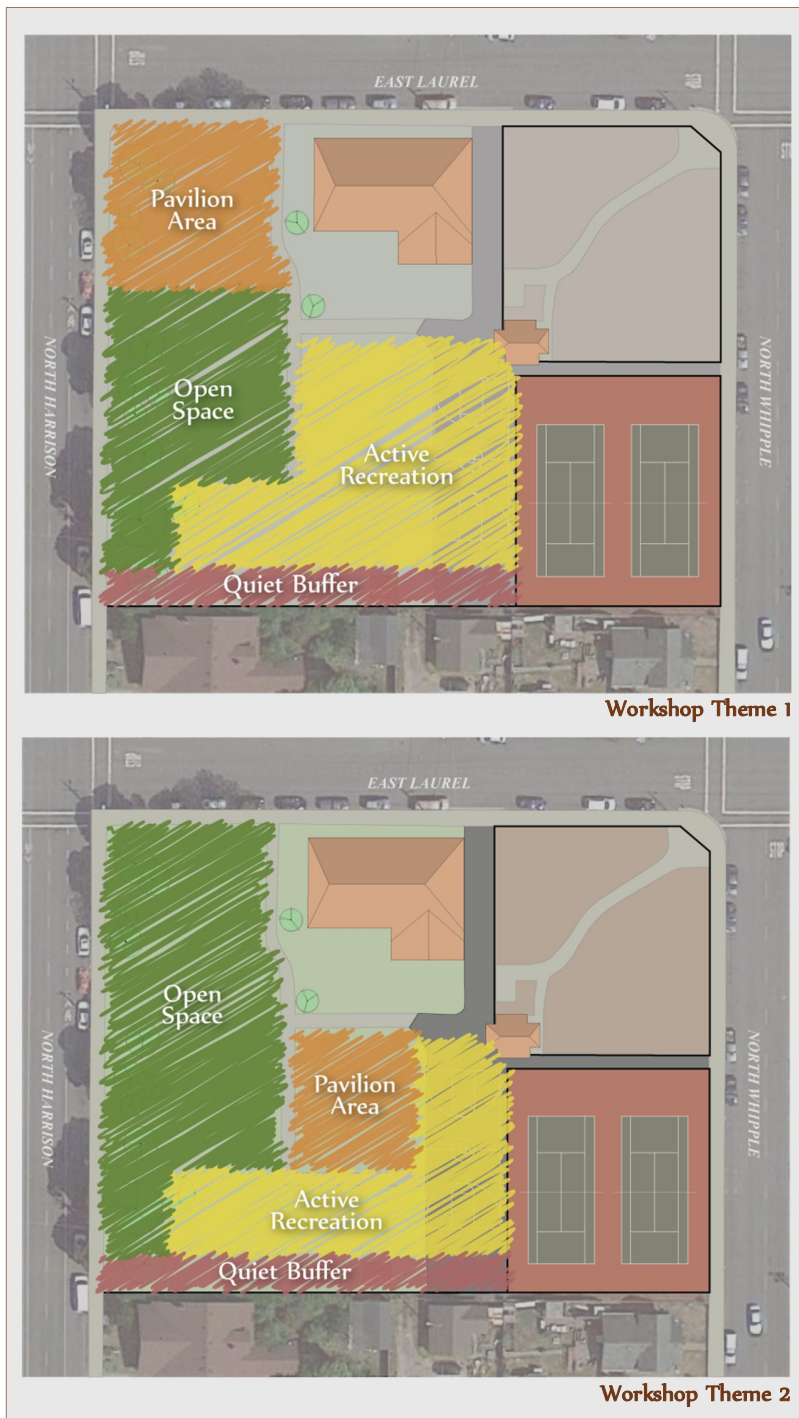 EAST LAUREL
Pavilion
Area
Open
Space
Active
Recreation
Quiet Buffer
NORTH HARRISON
NORTH WHIPPLE
Workshop Theme 1
EAST LAUREL
STOP
Open
Space
Pavilion
Area
Active
Recreation
Quiet Buffer
NORTH HARRISON
NORTH WHIPPLE
Workshop Theme 2